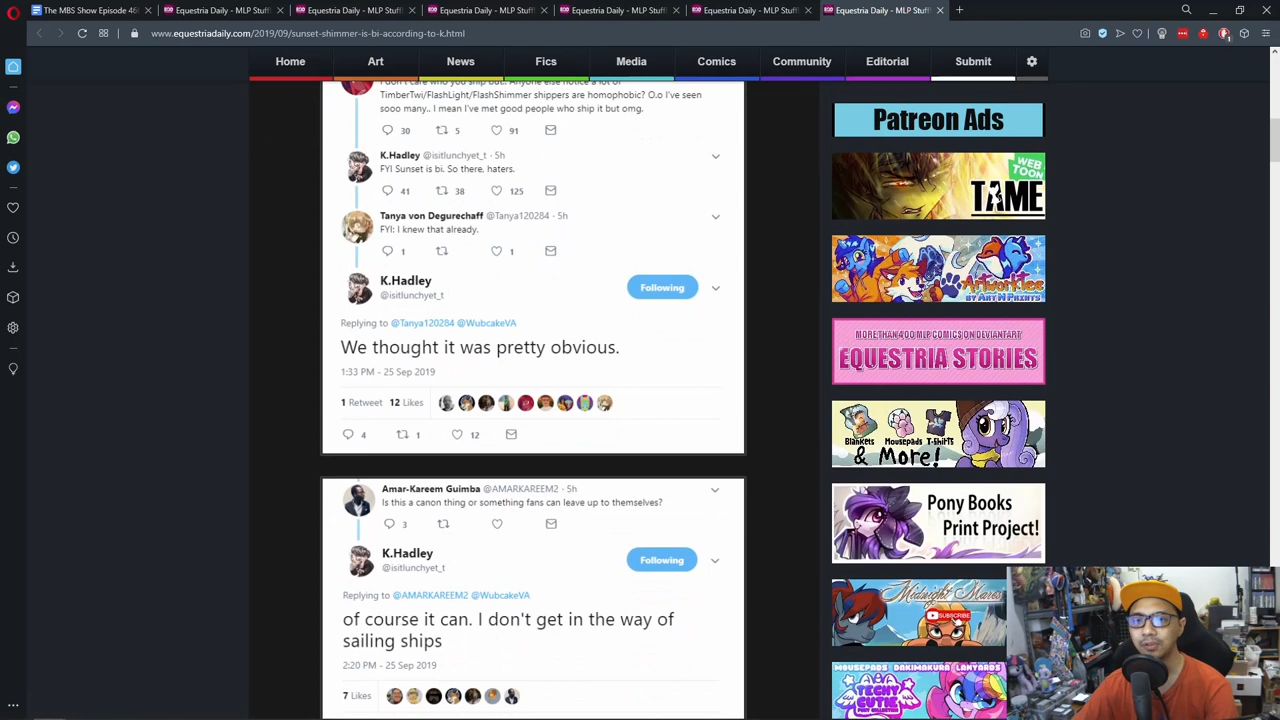 The MBS Show Episode 46
Equestria Daily - MLP Stuff!
Equestria Daily - MLP Stuff!
Equestria Daily - MLP Stuff!
Equestria Daily - MLP Stuff!
Equestria Daily - MLP Stuff!
Equestria Daily - MLP Stuff!
www.equestriadaily.com/2019/09/sunset-shimmer-is-bi-according-to-k.html
Home Art News Fics Media Comics Community Editorial Submit
TimberTwi/FlashLight/FlashShimmer shippers are homophobic? O.o I've seen
sooo many.. I mean I've met good people who ship it but omg.
30 5 91
K.Hadley @isitlunchyet_t · 5h
FYI Sunset is bi. So there, haters.
41 38 125
Tanya von Degurechaff @Tanya120284 · 5h
FYI: I knew that already.
1 1
K.Hadley
@isitlunchyet_t
Following
Replying to @Tanya120284 @WubcakeVA
We thought it was pretty obvious.
1:33 PM - 25 Sep 2019
1 Retweet 12 Likes
4 1 12
Amar-Kareem Guimba @AMARKAREEM2 · 5h
Is this a canon thing or something fans can leave up to themselves?
3
K.Hadley
@isitlunchyet_t
Following
Replying to @AMARKAREEM2 @WubcakeVA
of course it can. I don't get in the way of
sailing ships
2:20 PM - 25 Sep 2019
7 Likes
Patreon Ads
WEB
TOON
TAME
Artworktee
BY ART N PRINTS
MORE THAN 400 MLP COMICS ON DEVIANTART
EQUESTRIA STORIES
Blankets Mousepads T-Shirts
& More!
Pony Books
Print Project!
Midnight Mares
SUBSCRIBE
MOUSEPADS DAKIMAKURA LANYARDS
TECHY
CUTIE